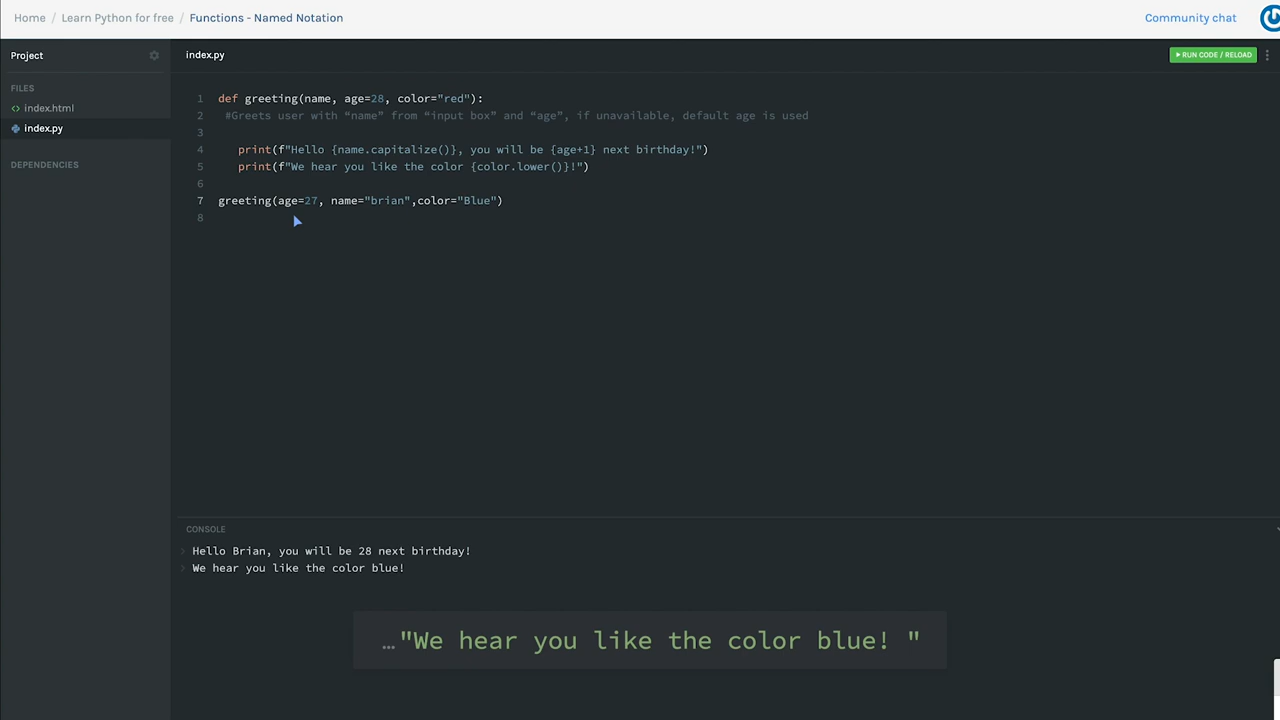 Home / Learn Python for free / Functions - Named Notation
Community chat
Project
index.py
RUN CODE / RELOAD
FILES
<> index.html
index.py
DEPENDENCIES
1 def greeting(name, age=28, color="red"):
2 #Greets user with “name” from “input box” and “age”, if unavailable, default age is used
3
4 print(f"Hello {name.capitalize()}, you will be {age+1} next birthday!")
5 print(f"We hear you like the color {color.lower()}!")
6
7 greeting(age=27, name="brian",color="Blue")
8
CONSOLE
> Hello Brian, you will be 28 next birthday!
> We hear you like the color blue!
…"We hear you like the color blue! "